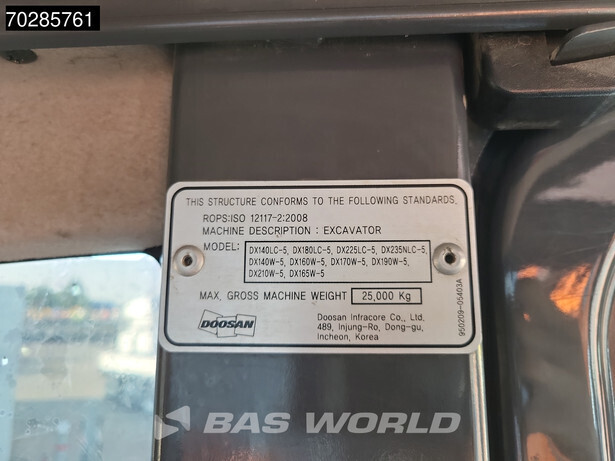 70285761
THIS STRUCTURE CONFORMS TO THE FOLLOWING STANDARDS.
ROPS:ISO 12117-2:2008
MACHINE DESCRIPTION : EXCAVATOR
MODEL: DX140LC-5, DX180LC-5, DX225LC-5, DX235NLC-5,
DX140W-5, DX160W-5, DX170W-5, DX190W-5,
DX210W-5, DX165W-5
MAX. GROSS MACHINE WEIGHT 25,000 Kg
DOOSAN
Doosan Infracore Co., Ltd.
489, Injung-Ro, Dong-gu,
Incheon, Korea
950209-05403A
BAS WORLD